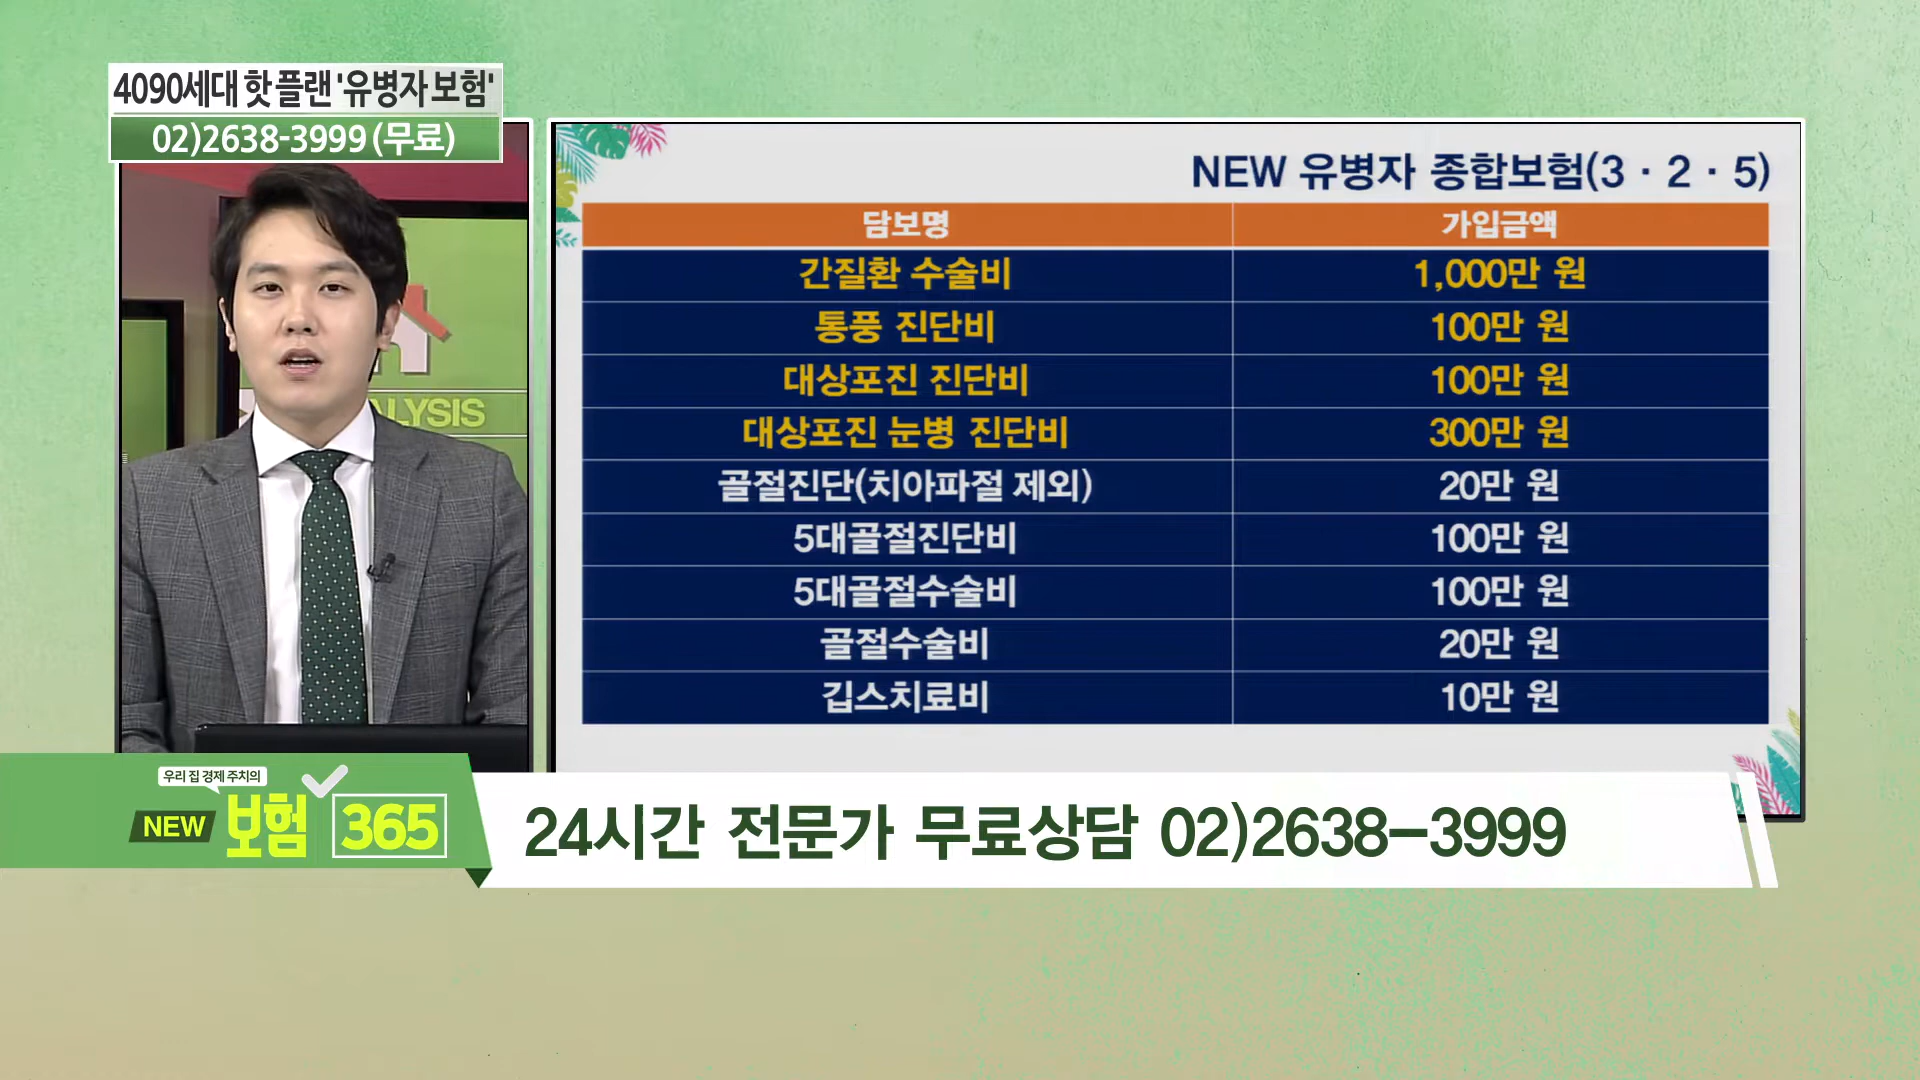 4090세대 핫 플랜 '유병자 보험'
02)2638-3999 (무료)
NEW 유병자 종합보험(3 · 2 · 5)
담보명 가입금액
간질환 수술비 1,000만 원
통풍 진단비 100만 원
대상포진 진단비 100만 원
대상포진 눈병 진단비 300만 원
골절진단(치아파절 제외) 20만 원
5대골절진단비 100만 원
5대골절수술비 100만 원
골절수술비 20만 원
깁스치료비 10만 원
ALYSIS
우리 집 경제 주치의
NEW 보험 365
24시간 전문가 무료상담 02)2638-3999